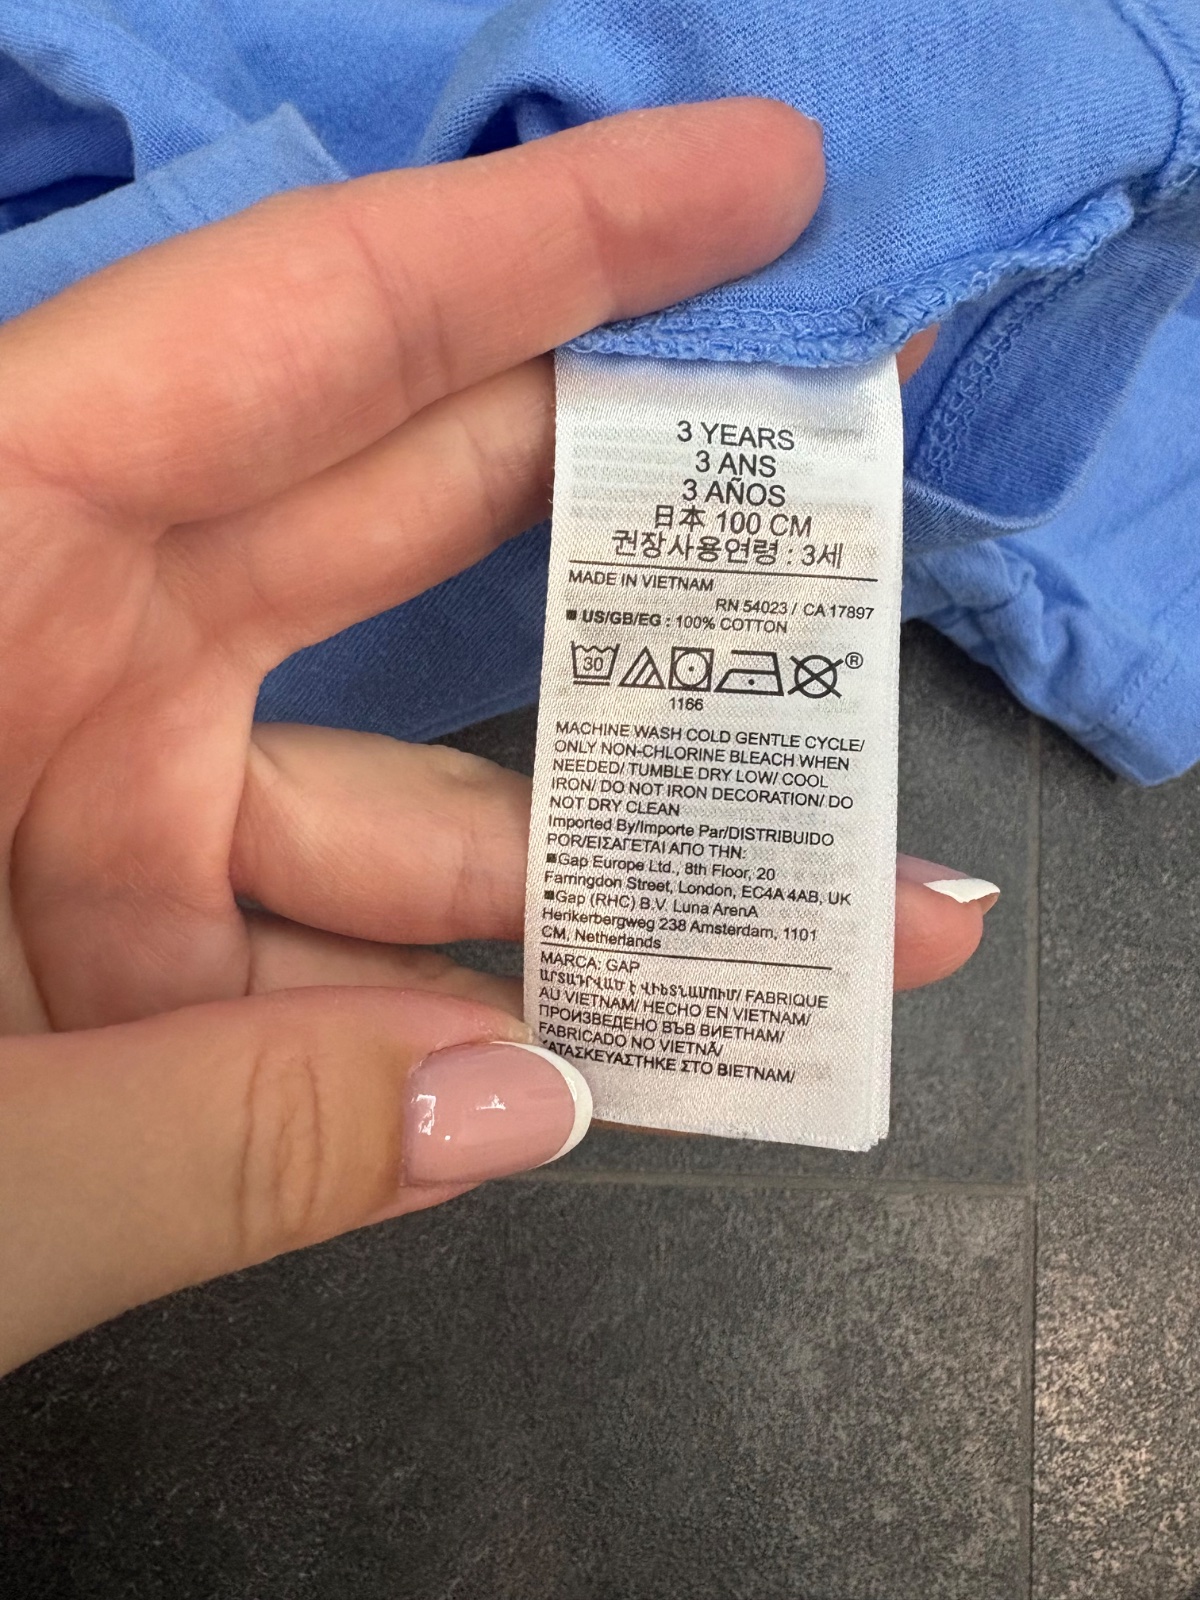 3 YEARS
3 ANS
3 AÑOS
日本 100 CM
권장사용연령 : 3세
MADE IN VIETNAM
RN 54023 / CA 17897
■ US/GB/EG : 100% COTTON
30
®
1166
MACHINE WASH COLD GENTLE CYCLE/
ONLY NON-CHLORINE BLEACH WHEN
NEEDED/ TUMBLE DRY LOW/ COOL
IRON/ DO NOT IRON DECORATION/ DO
NOT DRY CLEAN
Imported By/Importe Par/DISTRIBUIDO
POR/ΕΙΣΑΓΕΤΑΙ ΑΠΟ ΤΗΝ:
■Gap Europe Ltd., 8th Floor, 20
Farringdon Street, London, EC4A 4AB, UK
■Gap (RHC) B.V. Luna ArenA
Herikerbergweg 238 Amsterdam, 1101
CM, Netherlands
MARCA: GAP
ԱՐՏԱԴՐՎԱԾ Է ՎԻԵՏՆԱՄՈՒՄ/ FABRIQUE
AU VIETNAM/ HECHO EN VIETNAM/
ПРОИЗВЕДЕНО ВЪВ ВИЕТНАМ/
FABRICADO NO VIETNÃ/
ΚΑΤΑΣΚΕΥΑΣΤΗΚΕ ΣΤΟ ΒΙΕΤΝΑΜ/